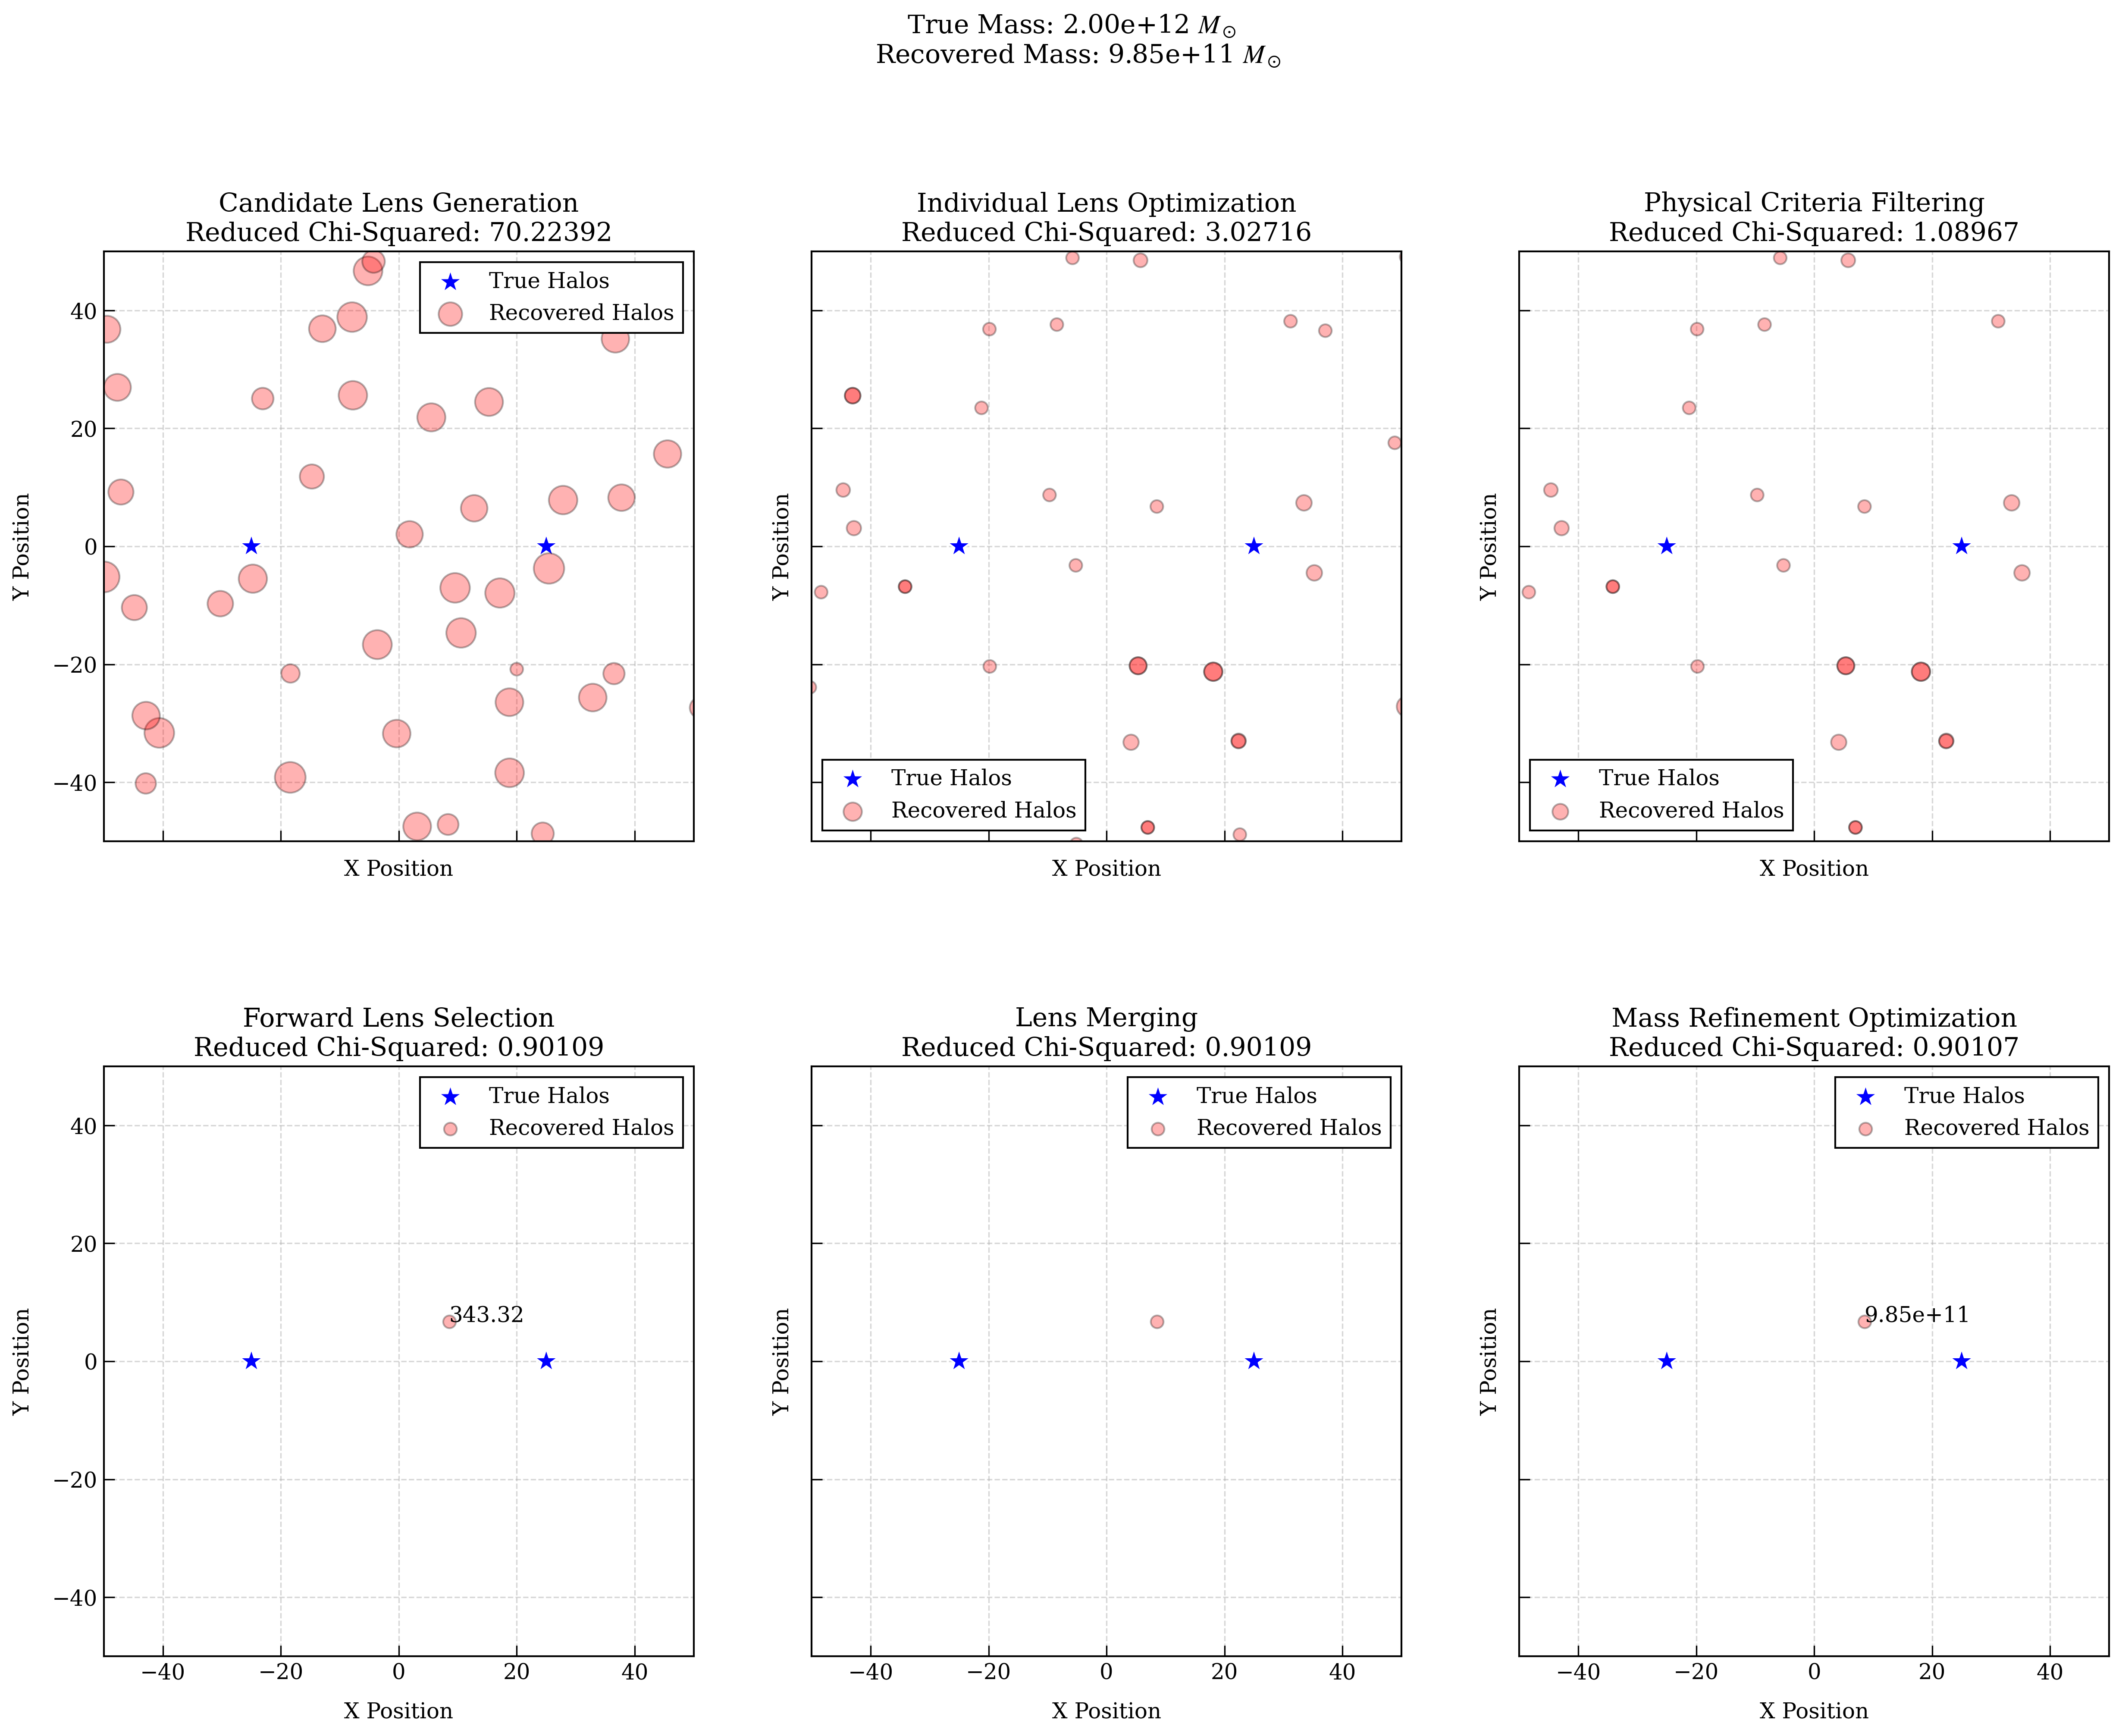 True Mass: 2.00e+12 M⊙
Recovered Mass: 9.85e+11 M⊙
Candidate Lens Generation
Reduced Chi-Squared: 70.22392
True Halos
Recovered Halos
40
20
0
−20
−40
Y Position
X Position
Individual Lens Optimization
Reduced Chi-Squared: 3.02716
True Halos
Recovered Halos
Y Position
X Position
Physical Criteria Filtering
Reduced Chi-Squared: 1.08967
True Halos
Recovered Halos
Y Position
X Position
Forward Lens Selection
Reduced Chi-Squared: 0.90109
True Halos
Recovered Halos
343.32
40
20
0
−20
−40
Y Position
−40 −20 0 20 40
X Position
Lens Merging
Reduced Chi-Squared: 0.90109
True Halos
Recovered Halos
Y Position
−40 −20 0 20 40
X Position
Mass Refinement Optimization
Reduced Chi-Squared: 0.90107
True Halos
Recovered Halos
9.85e+11
Y Position
−40 −20 0 20 40
X Position